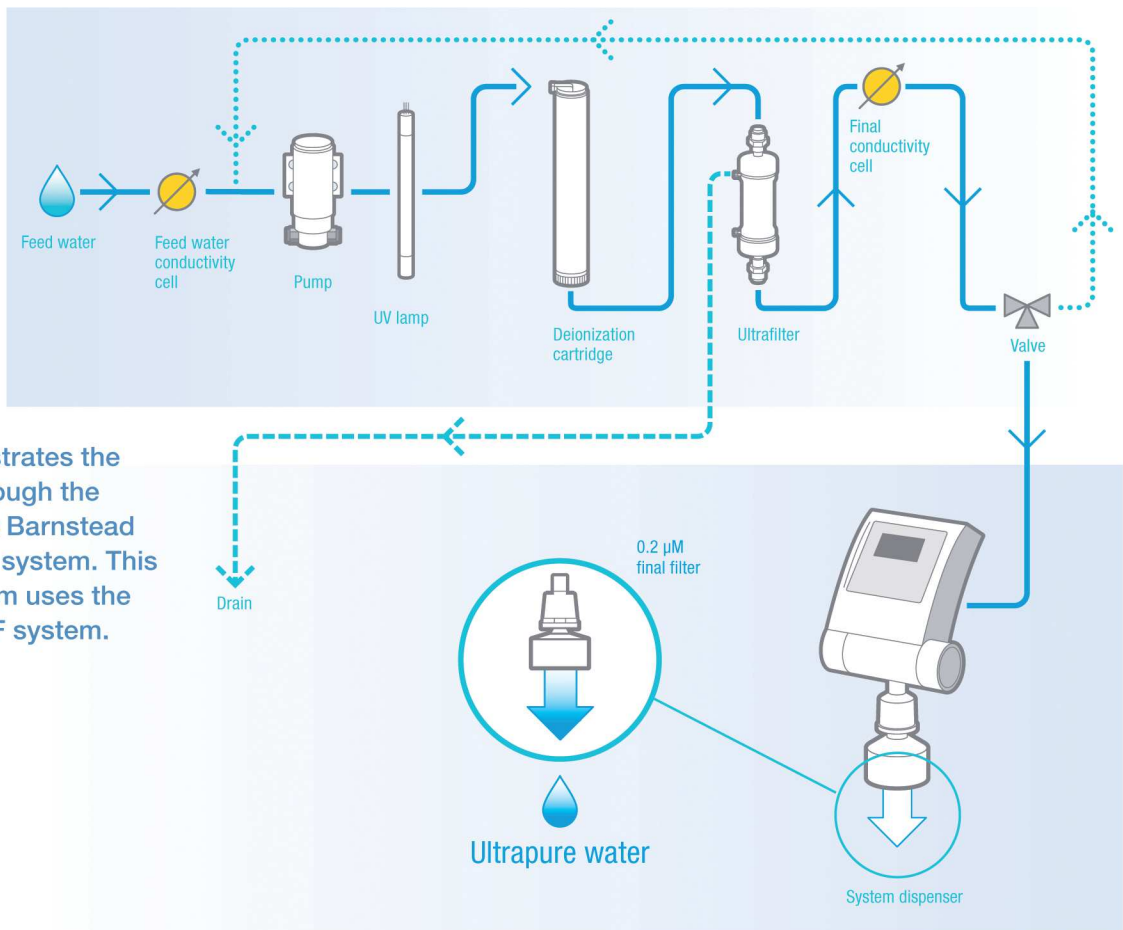 Feed water
Feed water
conductivity
cell
Pump
UV lamp
Deionization
cartridge
Ultrafilter
Final
conductivity
cell
Valve
strates the
ough the
Barnstead
system. This
m uses the
F system.
Drain
0.2 µM
final filter
Ultrapure water
System dispenser